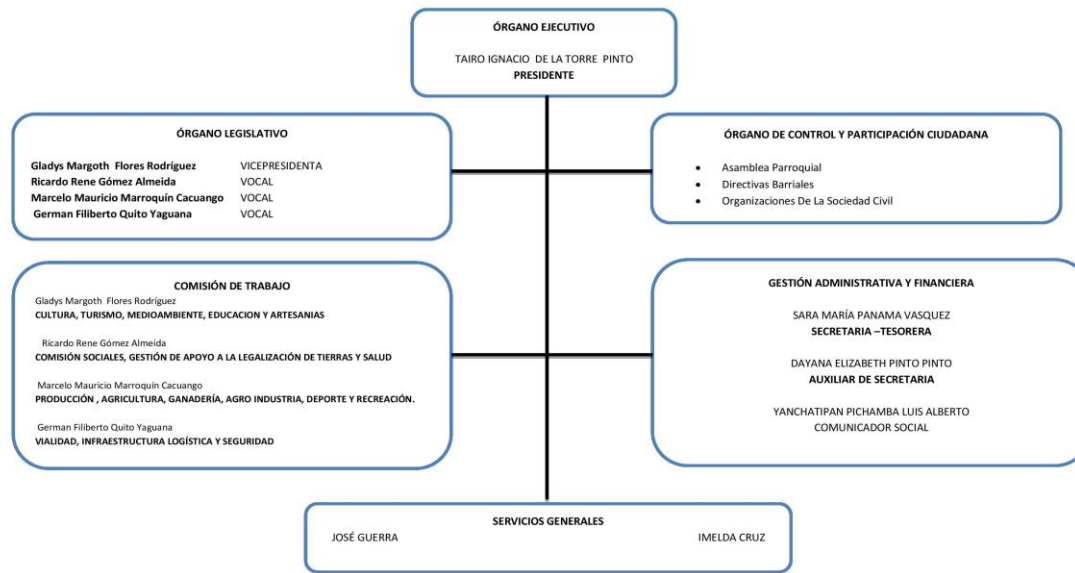 ÓRGANO EJECUTIVO
TAIRO IGNACIO DE LA TORRE PINTO
PRESIDENTE
ÓRGANO LEGISLATIVO
Gladys Margoth Flores Rodríguez VICEPRESIDENTA
Ricardo Rene Gómez Almeida VOCAL
Marcelo Mauricio Marroquín Cacuango VOCAL
German Filiberto Quito Yaguana VOCAL
ÓRGANO DE CONTROL Y PARTICIPACIÓN CIUDADANA
• Asamblea Parroquial
• Directivas Barriales
• Organizaciones De La Sociedad Civil
COMISIÓN DE TRABAJO
Gladys Margoth Flores Rodríguez
CULTURA, TURISMO, MEDIOAMBIENTE, EDUCACION Y ARTESANIAS
Ricardo Rene Gómez Almeida
COMISIÓN SOCIALES, GESTIÓN DE APOYO A LA LEGALIZACIÓN DE TIERRAS Y SALUD
Marcelo Mauricio Marroquín Cacuango
PRODUCCIÓN , AGRICULTURA, GANADERÍA, AGRO INDUSTRIA, DEPORTE Y RECREACIÓN.
German Filiberto Quito Yaguana
VIALIDAD, INFRAESTRUCTURA LOGÍSTICA Y SEGURIDAD
GESTIÓN ADMINISTRATIVA Y FINANCIERA
SARA MARÍA PANAMA VASQUEZ
SECRETARIA –TESORERA
DAYANA ELIZABETH PINTO PINTO
AUXILIAR DE SECRETARIA
YANCHATIPAN PICHAMBA LUIS ALBERTO
COMUNICADOR SOCIAL
SERVICIOS GENERALES
JOSÉ GUERRA IMELDA CRUZ